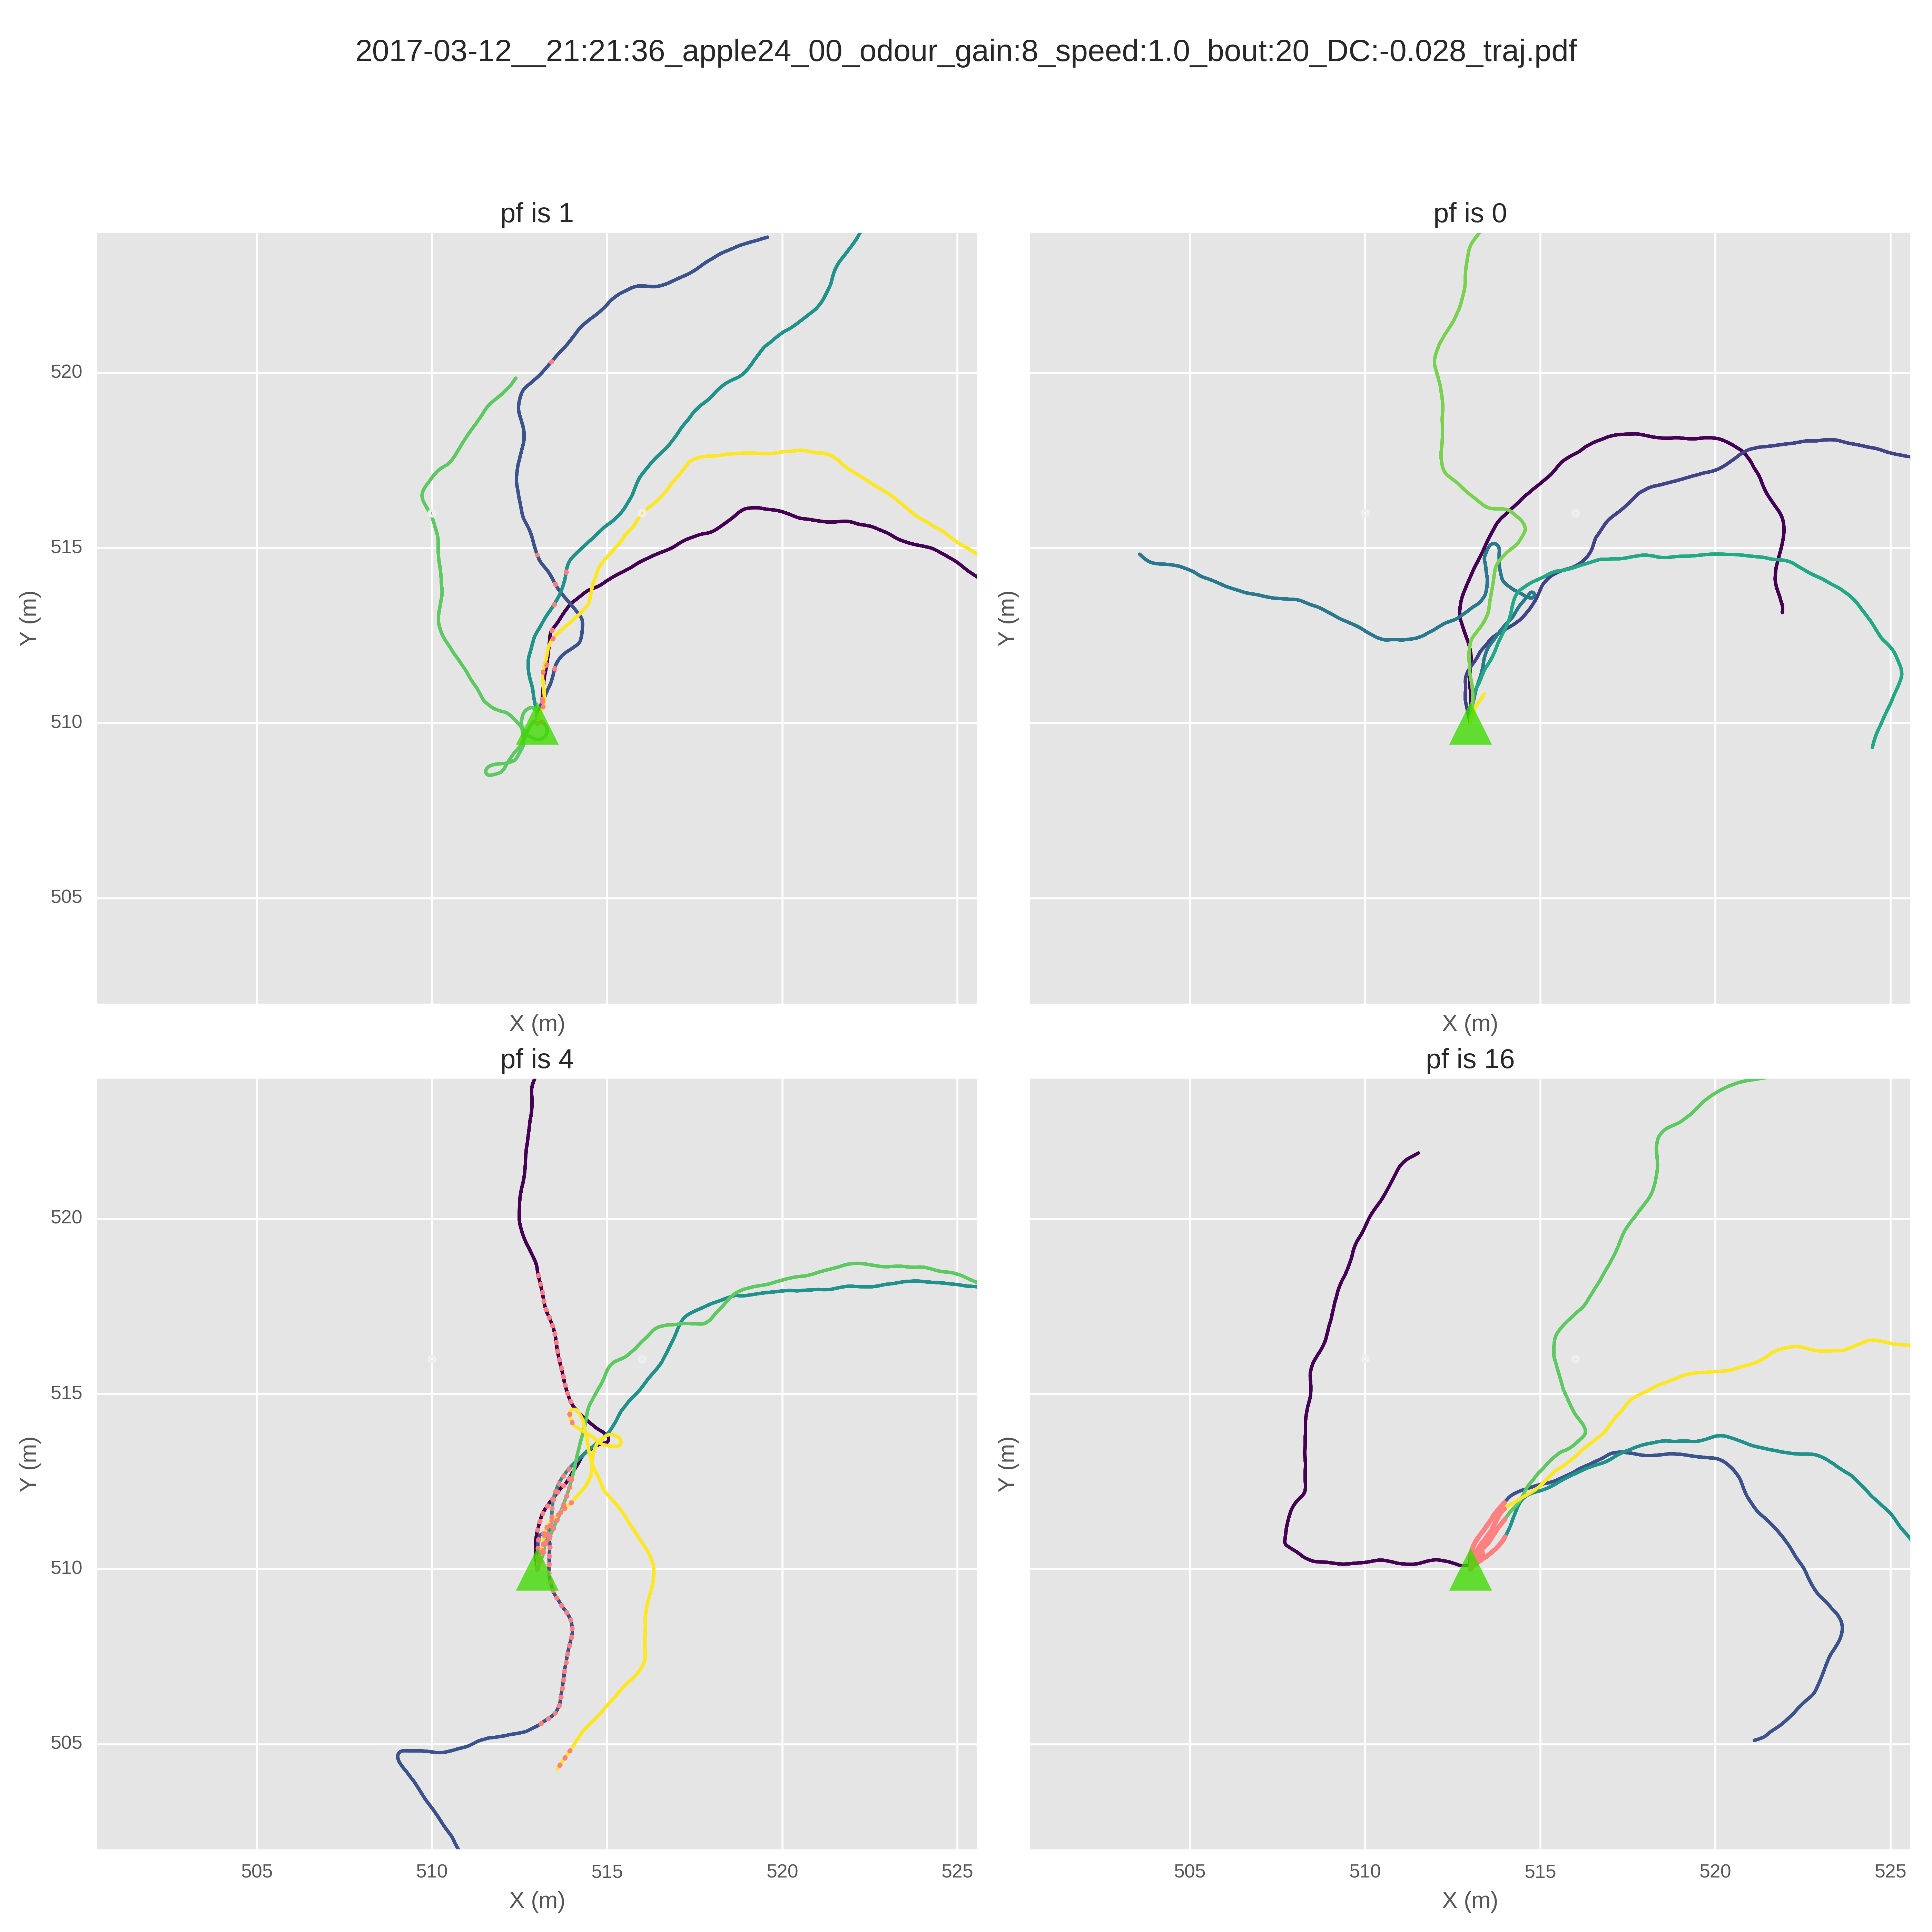 2017-03-12__21:21:36_apple24_00_odour_gain:8_speed:1.0_bout:20_DC:-0.028_traj.pdf
pf is 1
pf is 0
520
515
510
505
Y (m)
Y (m)
X (m)
X (m)
pf is 4
pf is 16
520
515
510
505
Y (m)
Y (m)
505 510 515 520 525
505 510 515 520 525
X (m)
X (m)